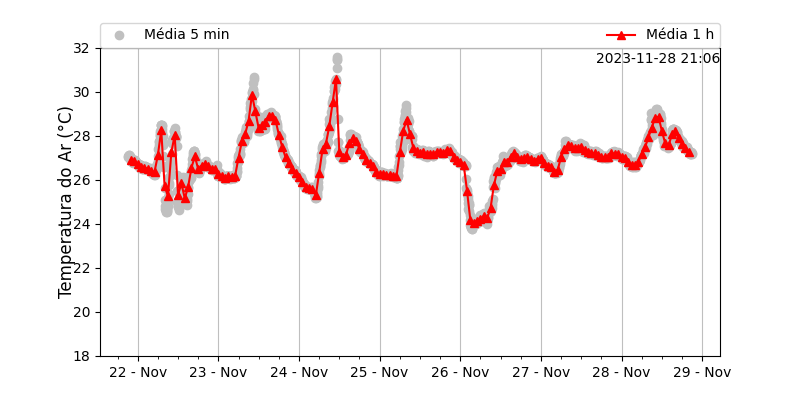 Média 5 min
Média 1 h
2023-11-28 21:06
Temperatura do Ar (°C)
32
30
28
26
24
22
20
18
22 - Nov
23 - Nov
24 - Nov
25 - Nov
26 - Nov
27 - Nov
28 - Nov
29 - Nov